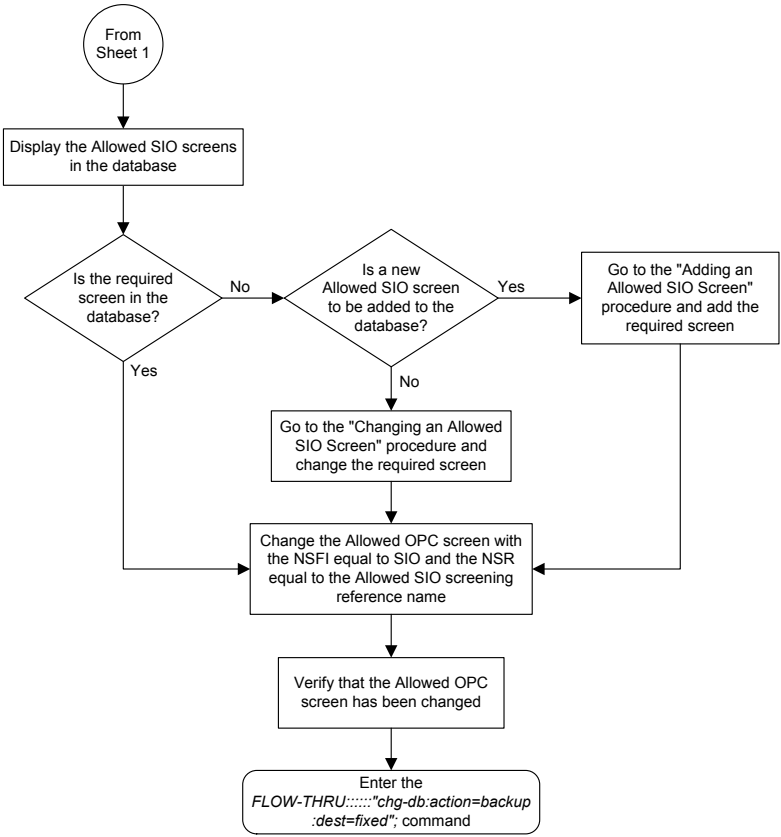 From
Sheet 1
Display the Allowed SIO screens
in the database
Is the required
screen in the
database?
No
Yes
Is a new
Allowed SIO screen
to be added to the
database?
Yes
No
Go to the "Adding an
Allowed SIO Screen"
procedure and add the
required screen
Go to the "Changing an Allowed
SIO Screen" procedure and
change the required screen
Change the Allowed OPC screen with
the NSFI equal to SIO and the NSR
equal to the Allowed SIO screening
reference name
Verify that the Allowed OPC
screen has been changed
Enter the
FLOW-THRU::::::"chg-db:action=backup
:dest=fixed"; command